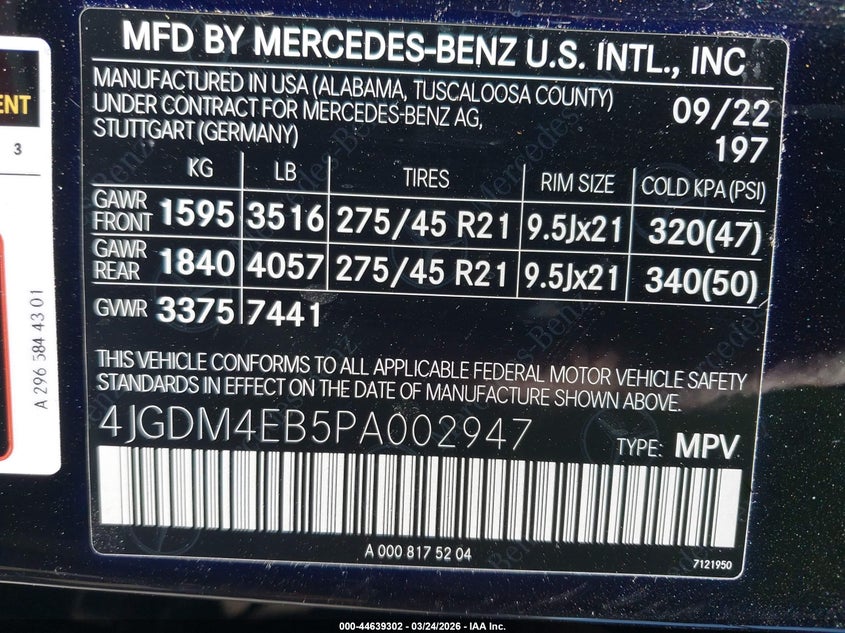 MFD BY MERCEDES-BENZ U.S. INTL., INC
MANUFACTURED IN USA (ALABAMA, TUSCALOOSA COUNTY)
UNDER CONTRACT FOR MERCEDES-BENZ AG,
STUTTGART (GERMANY)
09/22
197
KG LB TIRES RIM SIZE COLD KPA (PSI)
GAWR FRONT 1595 3516 275/45 R21 9.5Jx21 320(47)
GAWR REAR 1840 4057 275/45 R21 9.5Jx21 340(50)
GVWR 3375 7441
THIS VEHICLE CONFORMS TO ALL APPLICABLE FEDERAL MOTOR VEHICLE SAFETY
STANDARDS IN EFFECT ON THE DATE OF MANUFACTURE SHOWN ABOVE.
4JGDM4EB5PA002947
TYPE: MPV
A 000 817 52 04
7121950
3
A 296 584 43 01
Mercedes-Benz
000-44639302 - 03/24/2026 - IAA Inc.